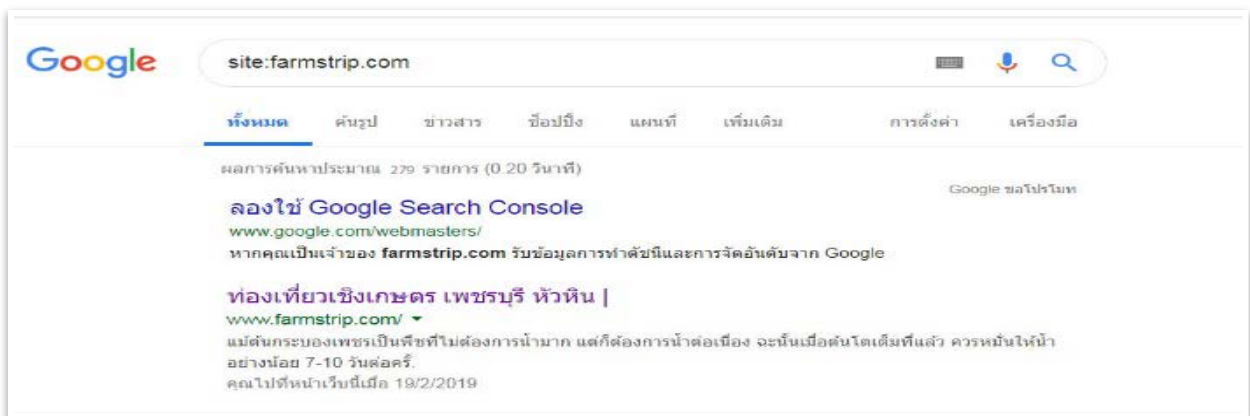 Google
site:farmstrip.com
ทั้งหมด ค้นรูป ข่าวสาร ช็อปปิ้ง แผนที่ เพิ่มเติม การตั้งค่า เครื่องมือ
ผลการค้นหาประมาณ 279 รายการ (0.20 วินาที)
Google ขอโปรโมท
ลองใช้ Google Search Console
www.google.com/webmasters/
หากคุณเป็นเจ้าของ farmstrip.com รับข้อมูลการทำดัชนีและการจัดอันดับจาก Google
ท่องเที่ยวเชิงเกษตร เพชรบุรี หัวหิน |
www.farmstrip.com/
แม้ต้นกระบองเพชรเป็นพืชที่ไม่ต้องการน้ำมาก แต่ก็ต้องการน้ำต่อเนื่อง ฉะนั้นเมื่อต้นโตเต็มที่แล้ว ควรหมั่นให้น้ำ
อย่างน้อย 7-10 วันต่อครั้.
คุณไปที่หน้าเว็บนี้เมื่อ 19/2/2019